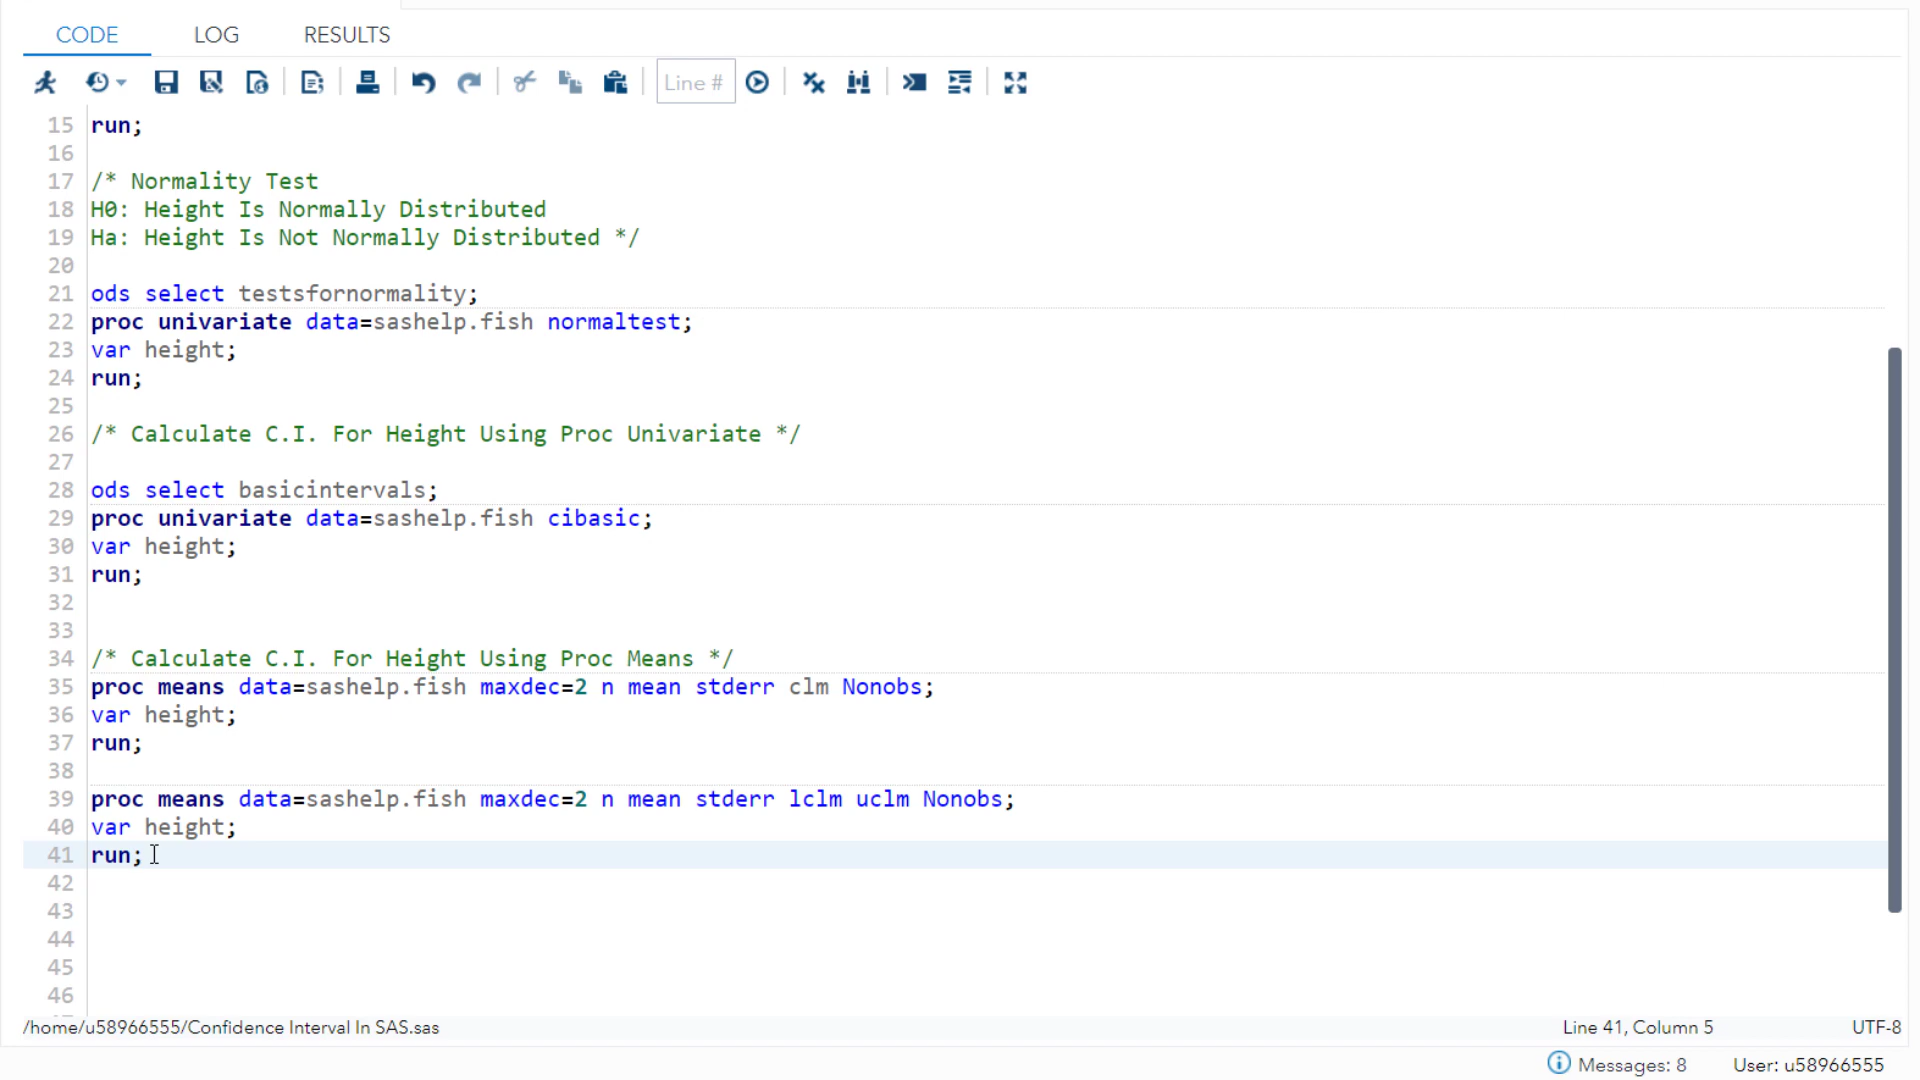 CODE LOG RESULTS
Line #
15 run;
16
17 /* Normality Test
18 H0: Height Is Normally Distributed
19 Ha: Height Is Not Normally Distributed */
20
21 ods select testsfornormality;
22 proc univariate data=sashelp.fish normaltest;
23 var height;
24 run;
25
26 /* Calculate C.I. For Height Using Proc Univariate */
27
28 ods select basicintervals;
29 proc univariate data=sashelp.fish cibasic;
30 var height;
31 run;
32
33
34 /* Calculate C.I. For Height Using Proc Means */
35 proc means data=sashelp.fish maxdec=2 n mean stderr clm Nonobs;
36 var height;
37 run;
38
39 proc means data=sashelp.fish maxdec=2 n mean stderr lclm uclm Nonobs;
40 var height;
41 run;
42
43
44
45
46
/home/u58966555/Confidence Interval In SAS.sas Line 41, Column 5 UTF-8
Messages: 8 User: u58966555